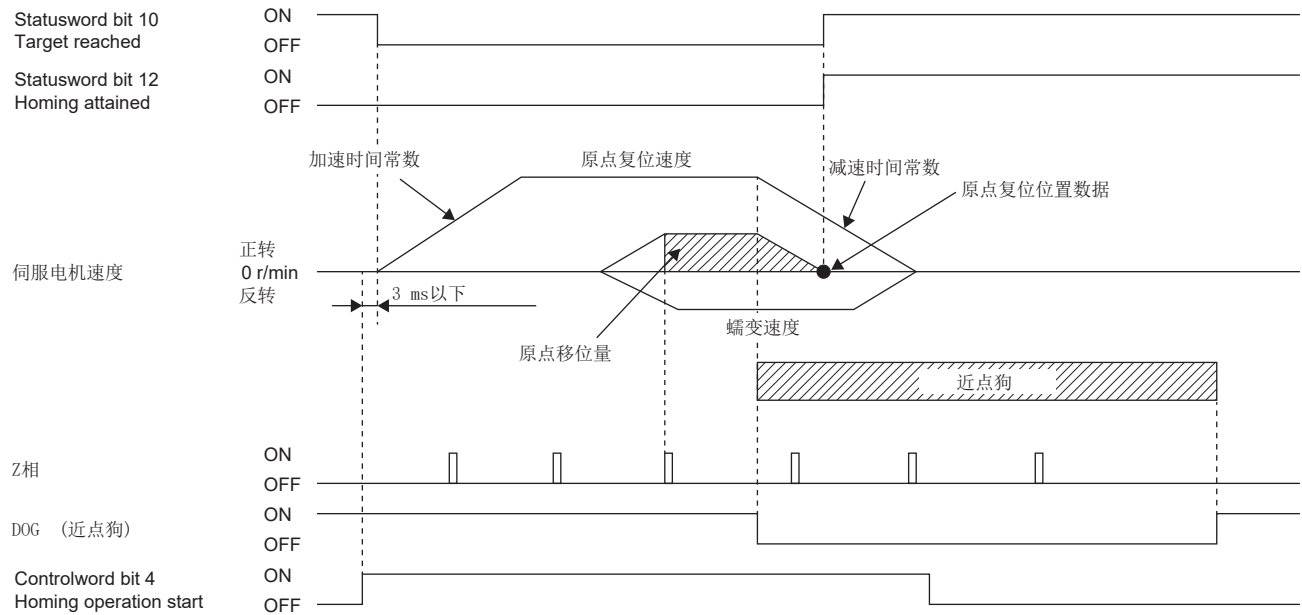 Statusword bit 10
Target reached
ON
OFF
Statusword bit 12
Homing attained
ON
OFF
加速时间常数
原点复位速度
减速时间常数
原点复位位置数据
伺服电机速度
正转
0 r/min
反转
3 ms以下
原点移位量
蠕变速度
近点狗
Z相
ON
OFF
DOG (近点狗)
ON
OFF
Controlword bit 4
Homing operation start
ON
OFF